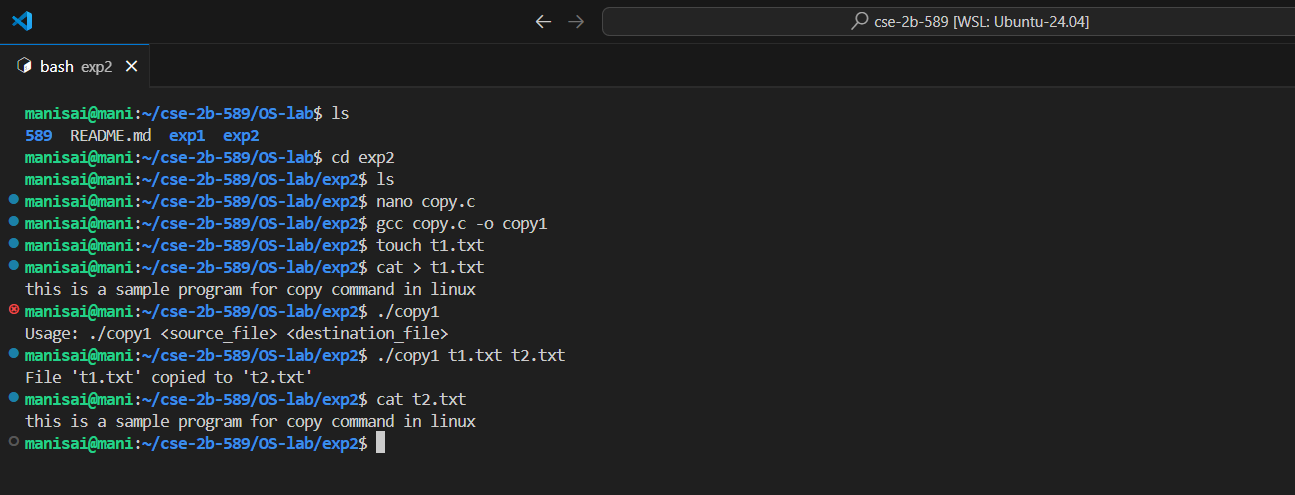 cse-2b-589 [WSL: Ubuntu-24.04]
bash exp2
manisai@mani:~/cse-2b-589/OS-lab$ ls
589 README.md exp1 exp2
manisai@mani:~/cse-2b-589/OS-lab$ cd exp2
manisai@mani:~/cse-2b-589/OS-lab/exp2$ ls
manisai@mani:~/cse-2b-589/OS-lab/exp2$ nano copy.c
manisai@mani:~/cse-2b-589/OS-lab/exp2$ gcc copy.c -o copy1
manisai@mani:~/cse-2b-589/OS-lab/exp2$ touch t1.txt
manisai@mani:~/cse-2b-589/OS-lab/exp2$ cat > t1.txt
this is a sample program for copy command in linux
manisai@mani:~/cse-2b-589/OS-lab/exp2$ ./copy1
Usage: ./copy1 <source_file> <destination_file>
manisai@mani:~/cse-2b-589/OS-lab/exp2$ ./copy1 t1.txt t2.txt
File 't1.txt' copied to 't2.txt'
manisai@mani:~/cse-2b-589/OS-lab/exp2$ cat t2.txt
this is a sample program for copy command in linux
manisai@mani:~/cse-2b-589/OS-lab/exp2$